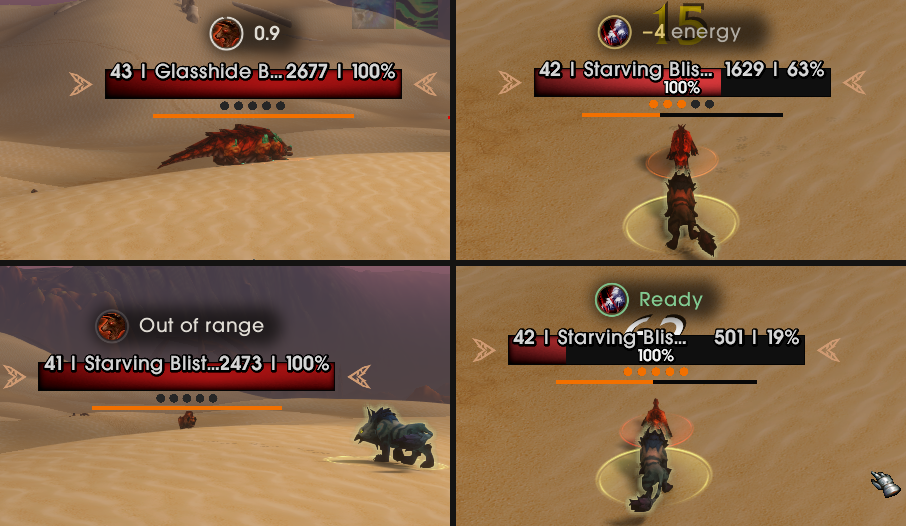 0.9
43 | Glasshide B... 2677 | 100%
15
-4 energy
42 | Starving Blis... 1629 | 63%
100%
Out of range
41 | Starving Blist... 2473 | 100%
Ready
42 | Starving Blis... 501 | 19%
100%